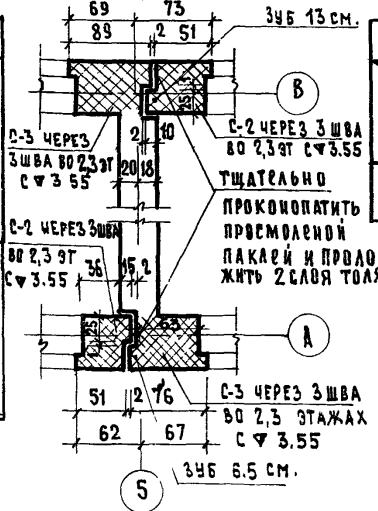 69 73
ЗУБ 13 СМ.
89 2 51
В
25 13
С-3 ЧЕРЕЗ
3 ШВА ВО 2,3 ЭТ
С ▽ 3.55
2 10
С-2 ЧЕРЕЗ 3 ШВА
ВО 2,3 ЭТ С ▽ 3.55
20 18
ТЩАТЕЛЬНО
ПРОКОНОПАТИТЬ
ПРОСМОЛЕНОЙ
ПАКЛЕЙ И ПРОЛО
ЖИТЬ 2 СЛОЯ ТОЛЯ
С-2 ЧЕРЕЗ 3 ШВА
ВО 2,3 ЭТ
С ▽ 3.55
36 15 2
25
63
А
51 2 76
С-3 ЧЕРЕЗ 3 ШВА
ВО 2,3 ЭТАЖАХ
С ▽ 3.55
62 67
5
ЗУБ 6.5 СМ.